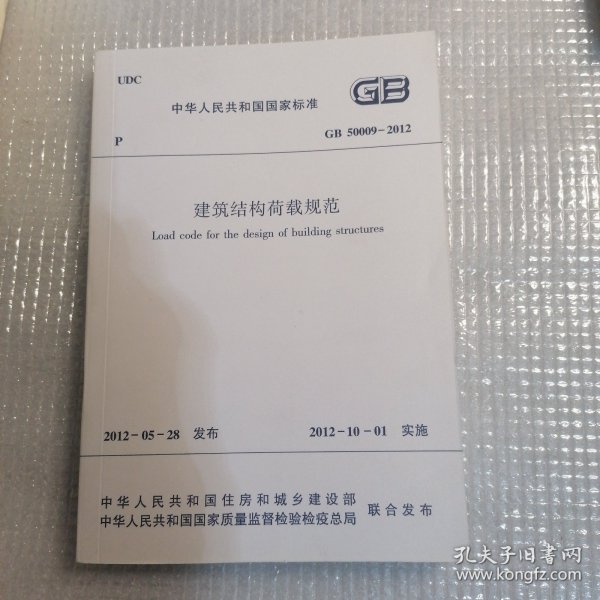 UDC
中华人民共和国国家标准
GB
P
GB 50009-2012
建筑结构荷载规范
Load code for the design of building structures
2012-05-28 发布
2012-10-01 实施
中华人民共和国住房和城乡建设部
中华人民共和国国家质量监督检验检疫总局
联合发布
孔夫子旧书网
www.kongfz.com